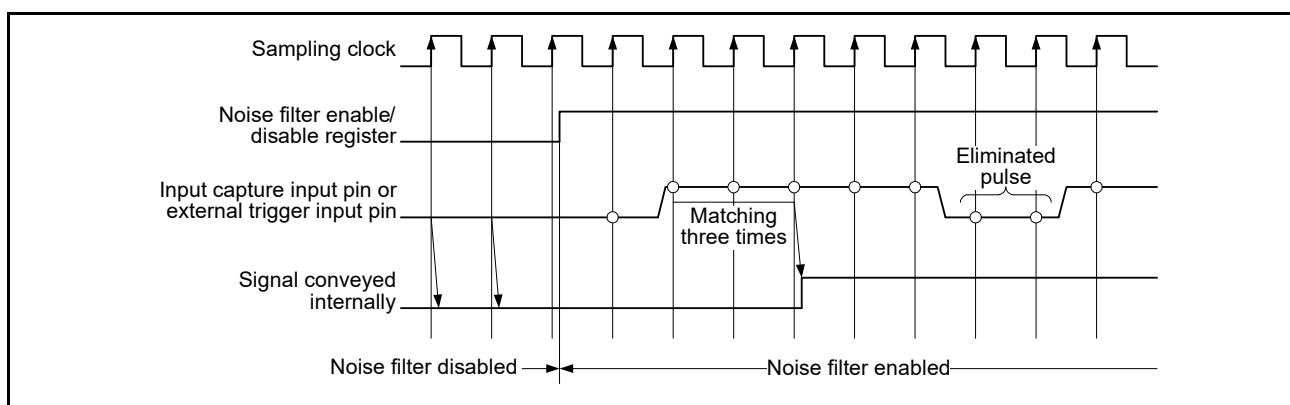 Sampling clock
Noise filter enable/
disable register
Eliminated
pulse
Input capture input pin or
external trigger input pin
Matching
three times
Signal conveyed
internally
Noise filter disabled
Noise filter enabled